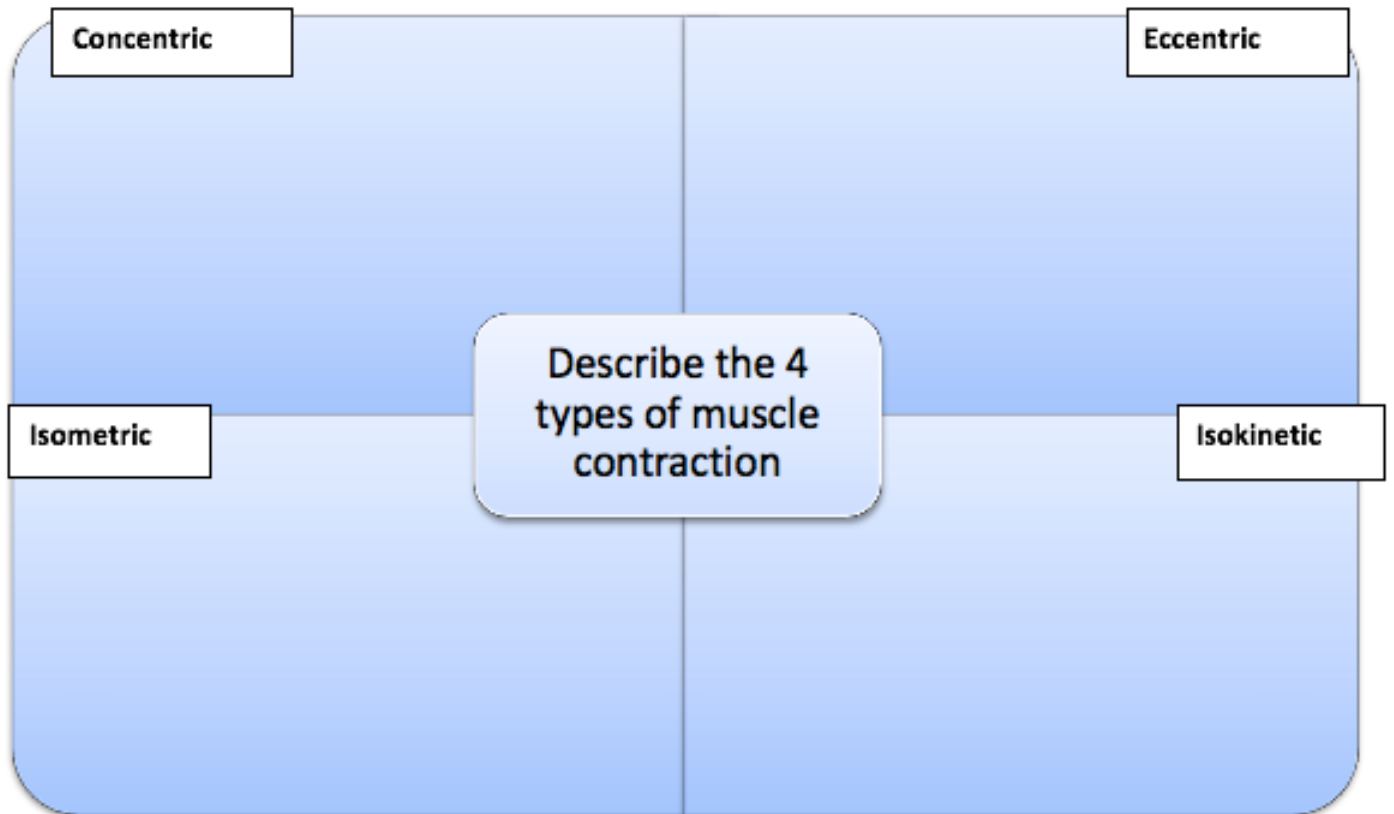 Concentric
Eccentric
Describe the 4
types of muscle
contraction
Isometric
Isokinetic